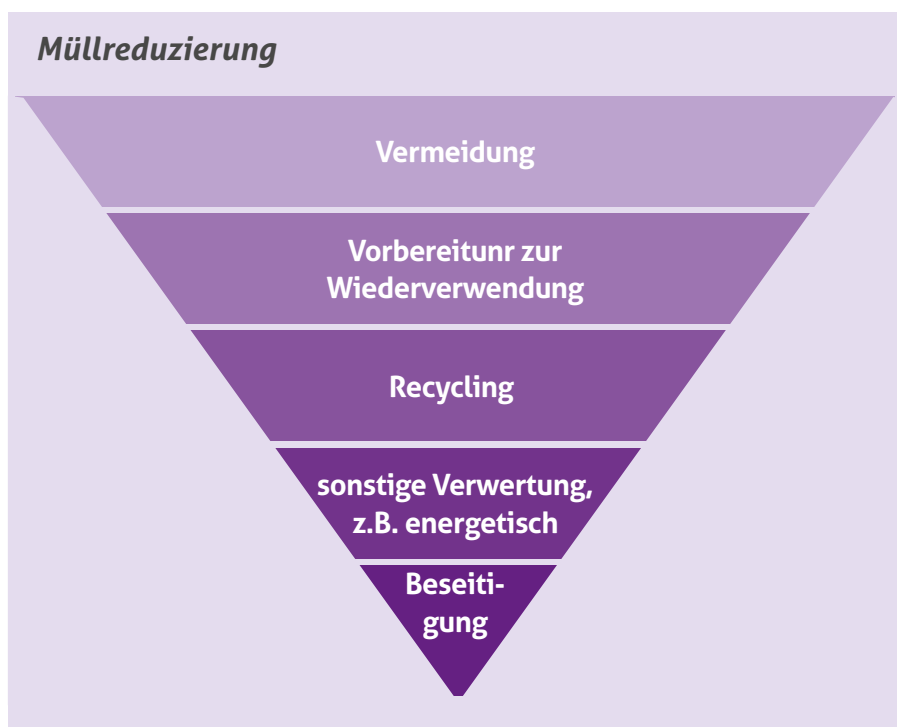 Müllreduzierung
Vermeidung
Vorbereitunr zur
Wiederverwendung
Recycling
sonstige Verwertung,
z.B. energetisch
Beseiti-
gung